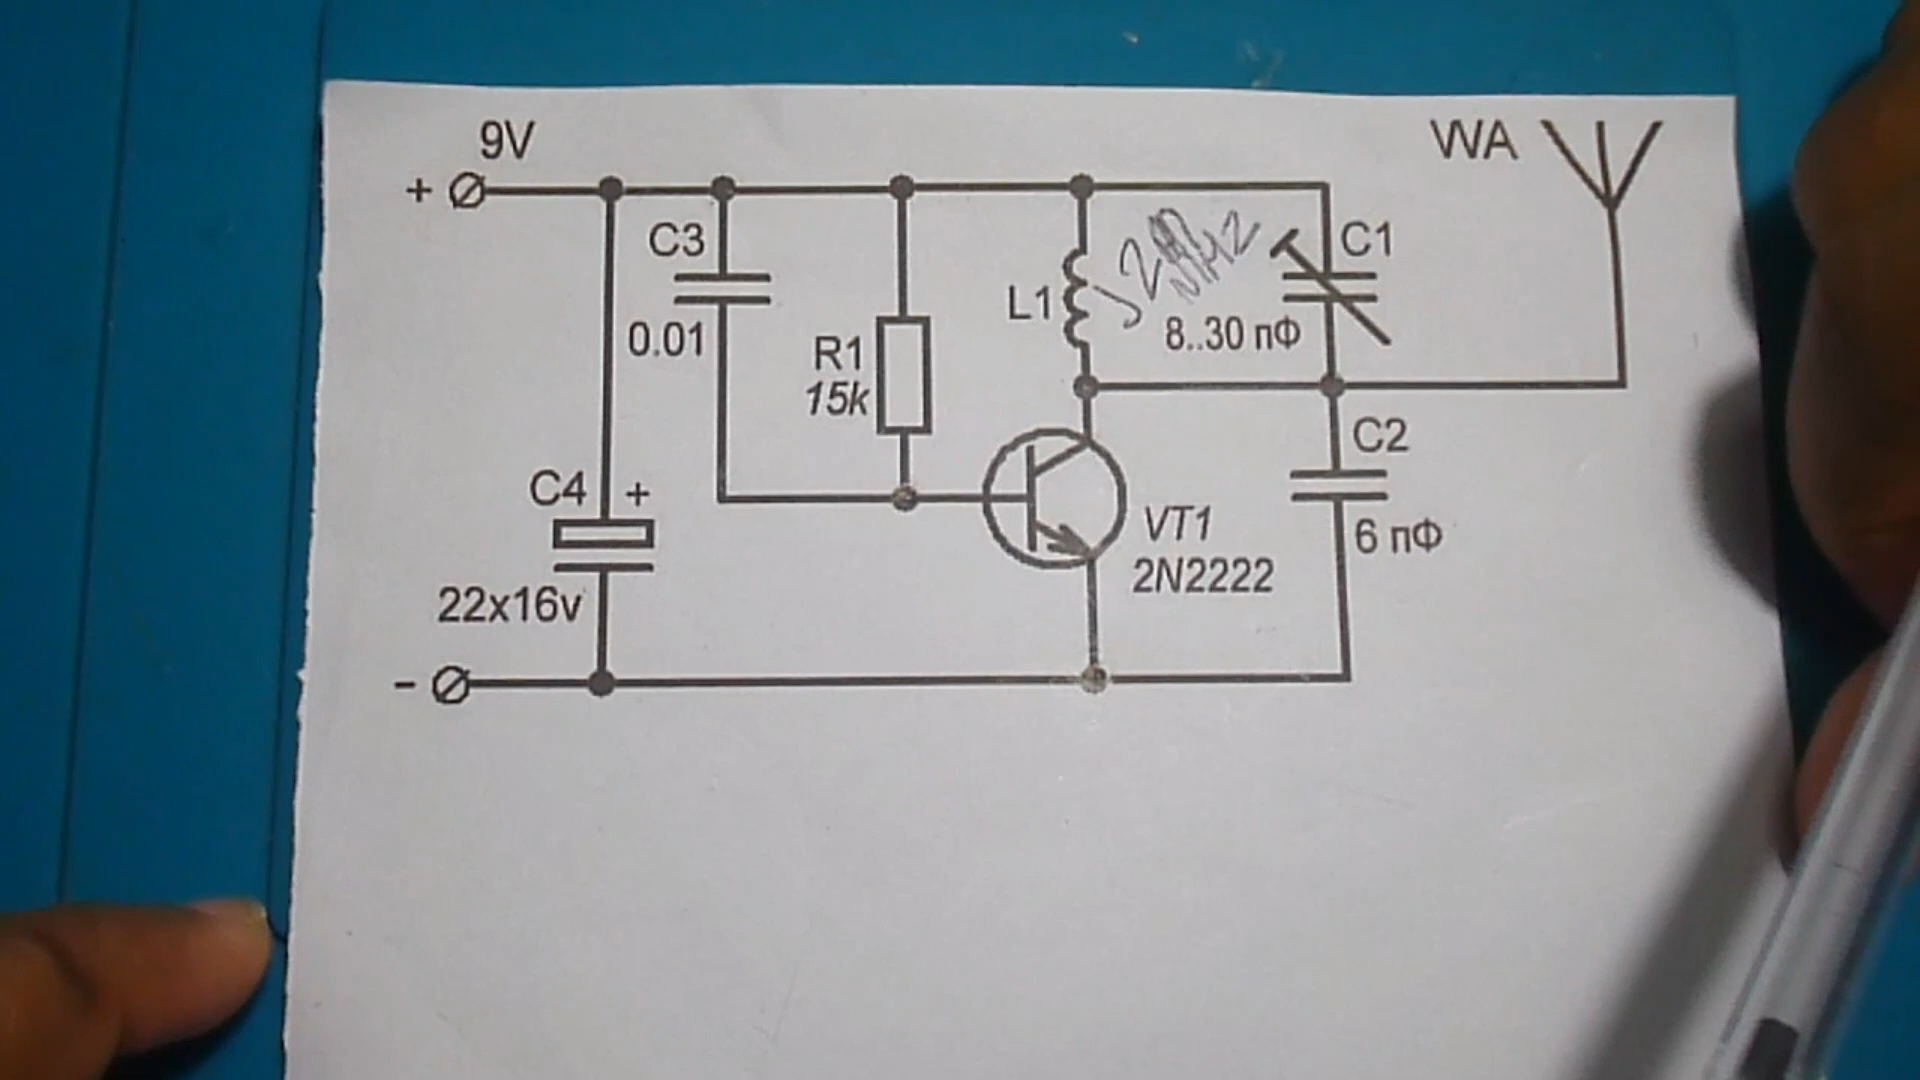 9V
WA
+
C3
C1
L1
8..30 пФ
0.01
R1
15k
C2
C4
+
VT1
6 пФ
2N2222
22x16v
-